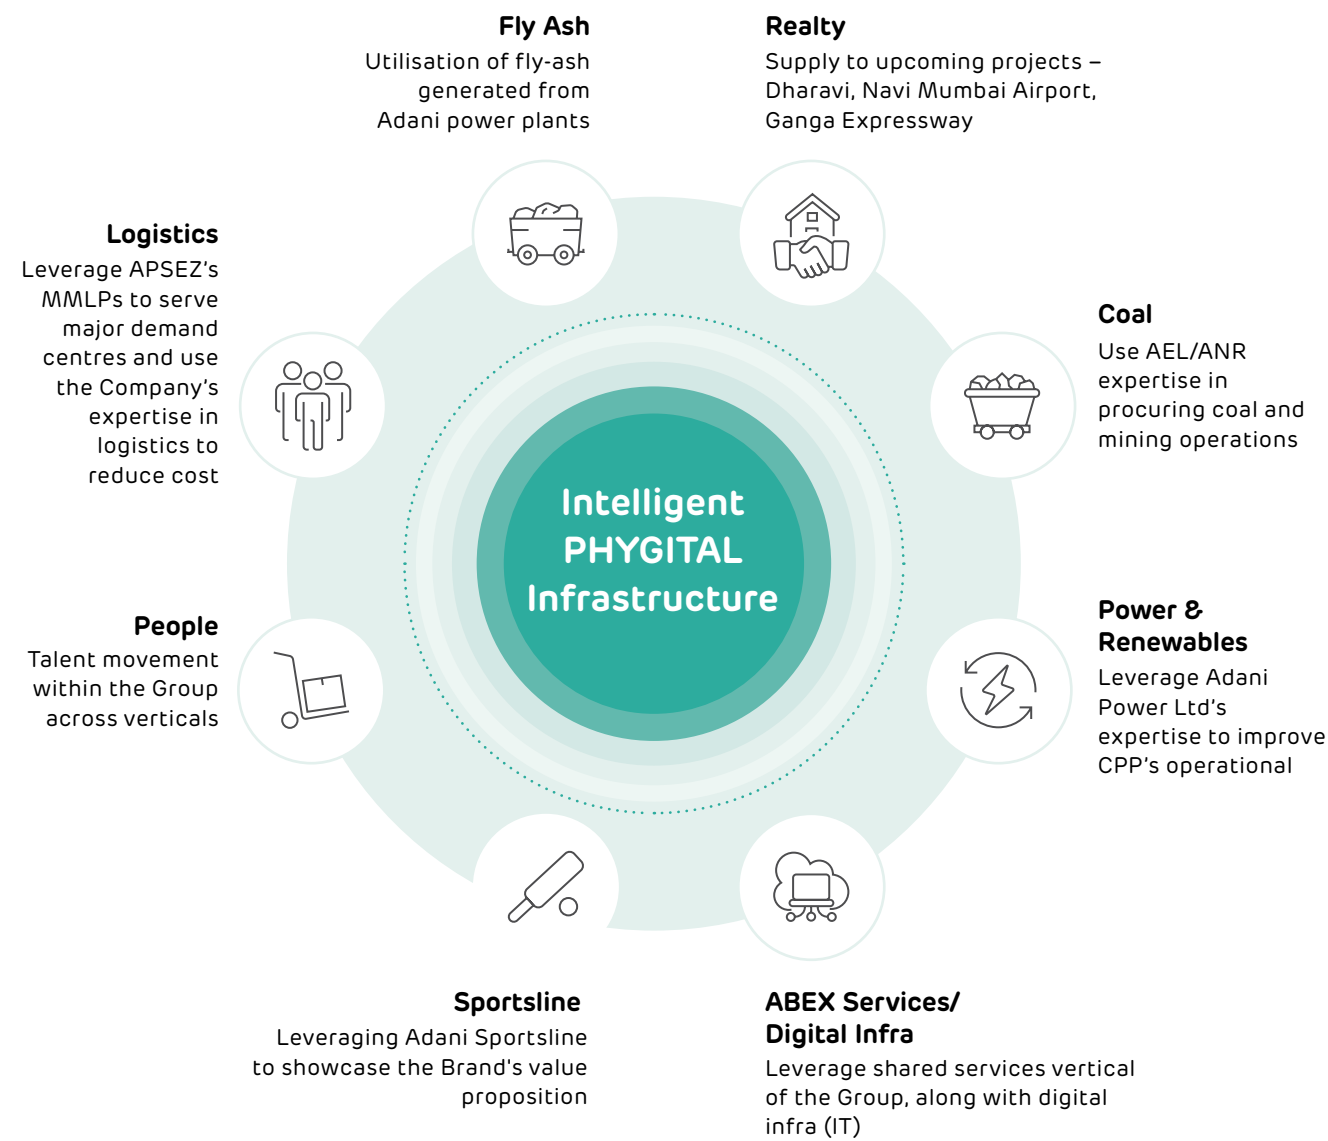 Fly Ash
Utilisation of fly-ash
generated from
Adani power plants
Realty
Supply to upcoming projects –
Dharavi, Navi Mumbai Airport,
Ganga Expressway
Logistics
Leverage APSEZ's
MMLPs to serve
major demand
centres and use
the Company's
expertise in
logistics to
reduce cost
Coal
Use AEL/ANR
expertise in
procuring coal and
mining operations
Intelligent
PHYGITAL
Infrastructure
People
Talent movement
within the Group
across verticals
Power &
Renewables
Leverage Adani
Power Ltd's
expertise to improve
CPP's operational
Sportsline
Leveraging Adani Sportsline
to showcase the Brand's value
proposition
ABEX Services/
Digital Infra
Leverage shared services vertical
of the Group, along with digital
infra (IT)